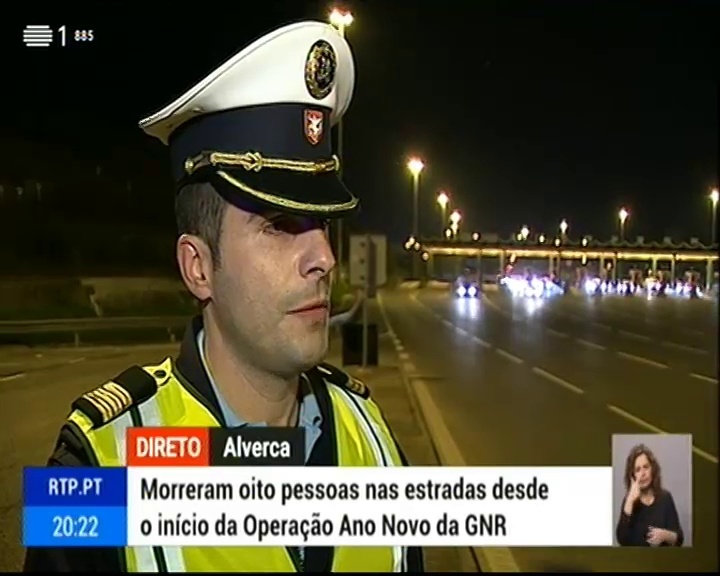 1 885
DIRETO Alverca
RTP.PT
20:22
Morreram oito pessoas nas estradas desde
o início da Operação Ano Novo da GNR